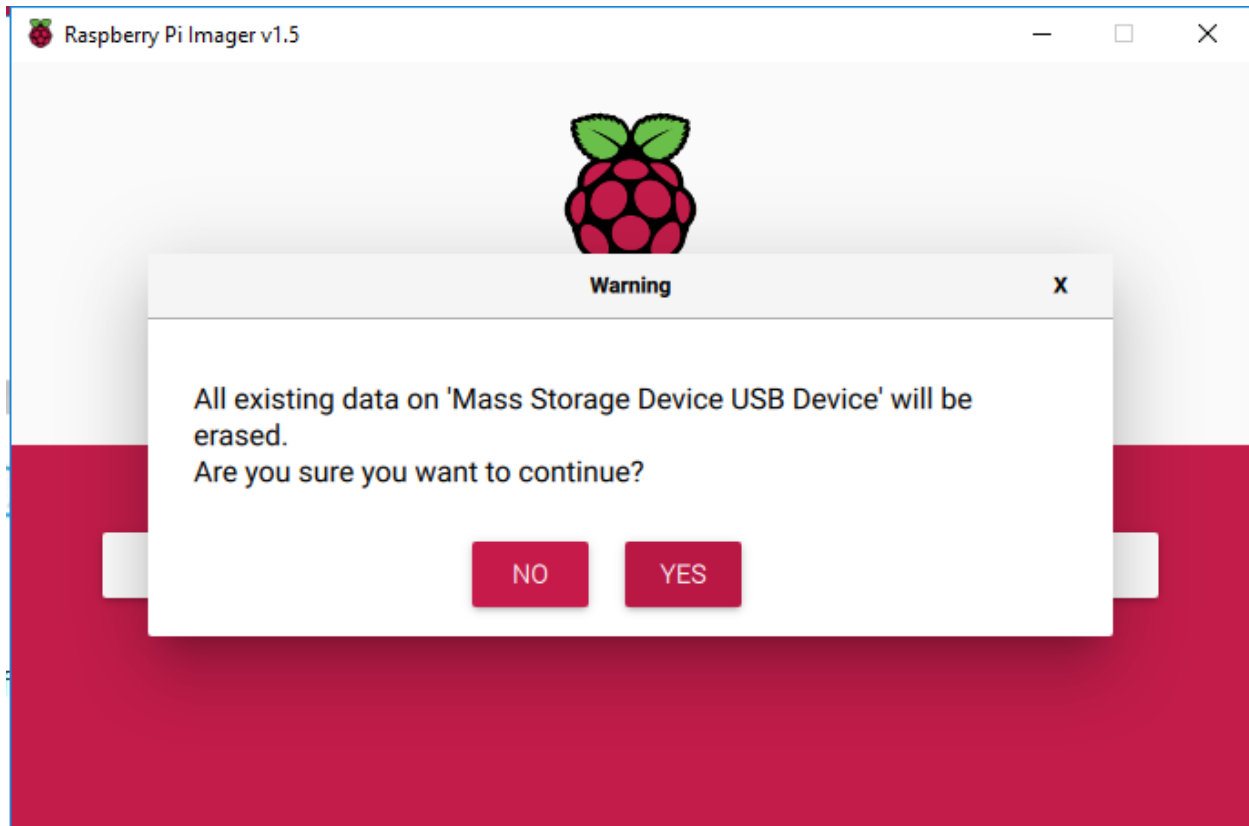 Raspberry Pi Imager v1.5
Warning
X
All existing data on 'Mass Storage Device USB Device' will be
erased.
Are you sure you want to continue?
NO
YES